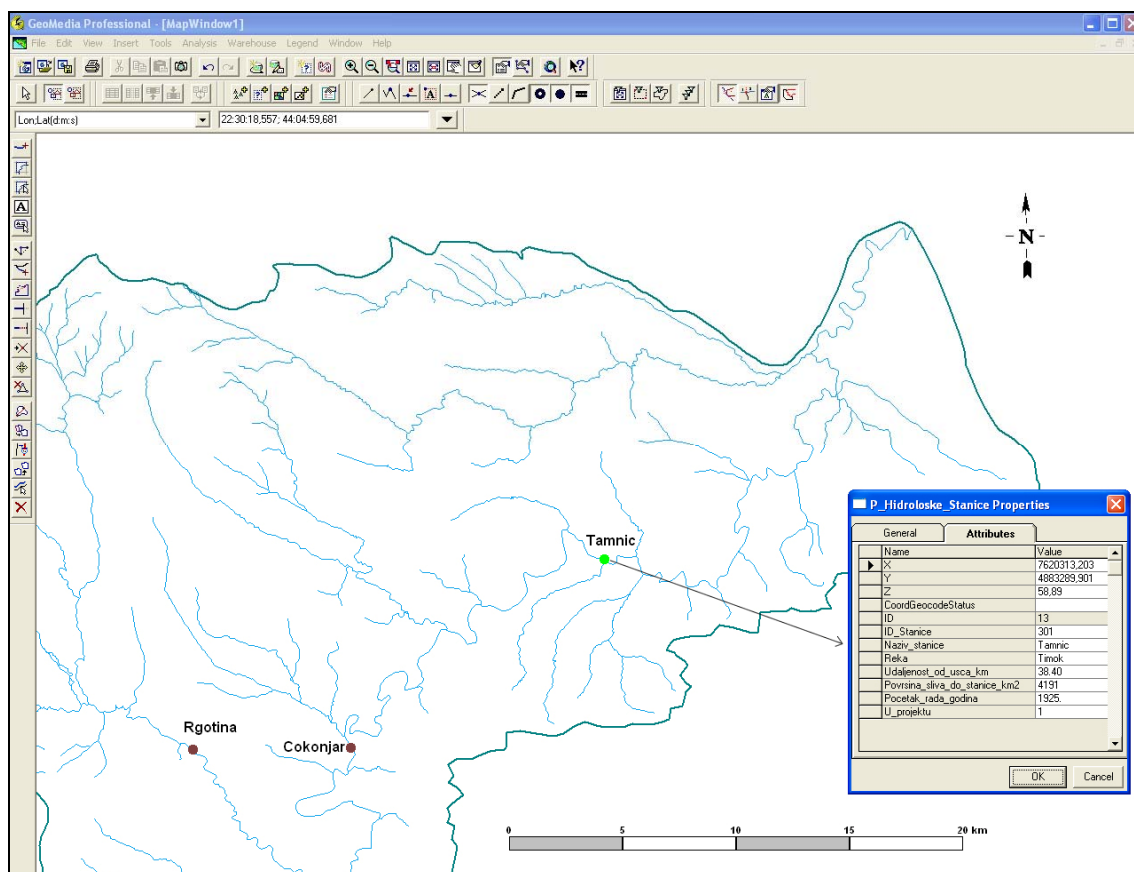 GeoMedia Professional - [MapWindow1]
File Edit View Insert Tools Analysis Warehouse Legend Window Help
Lon;Lat(d:m:s) 22:30:18,557; 44:04:59,681
N
Tamnic
Rgotina
Cokonjar
P_Hidroloske_Stanice Properties
General Attributes
Name Value
X 7620313,203
Y 4883289,901
Z 58,89
CoordGeocodeStatus
ID 13
ID_Stanice 301
Naziv_stanice Tamnic
Reka Timok
Udaljenost_od_usca_km 38.40
Povrsina_sliva_do_stanice_km2 4191
Pocetak_rada_godina 1925.
U_projektu 1
OK Cancel
0 5 10 15 20 km